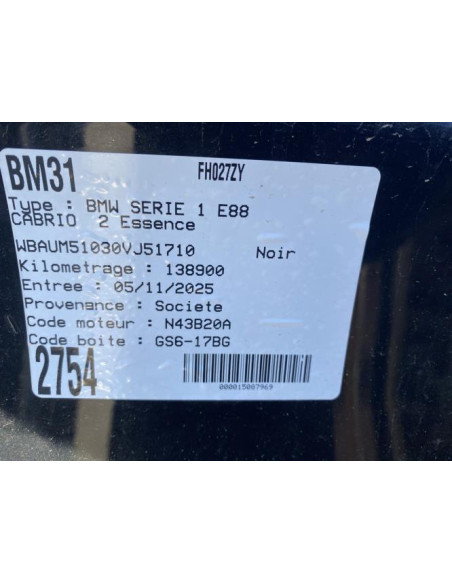 BM31 FH027ZY
Type : BMW SERIE 1 E88
CABRIO 2 Essence
WBAUM51030VJ51710 Noir
Kilometrage : 138900
Entree : 05/11/2025
Provenance : Societe
Code moteur : N43B20A
Code boite : GS6-17BG
2754
000015087969